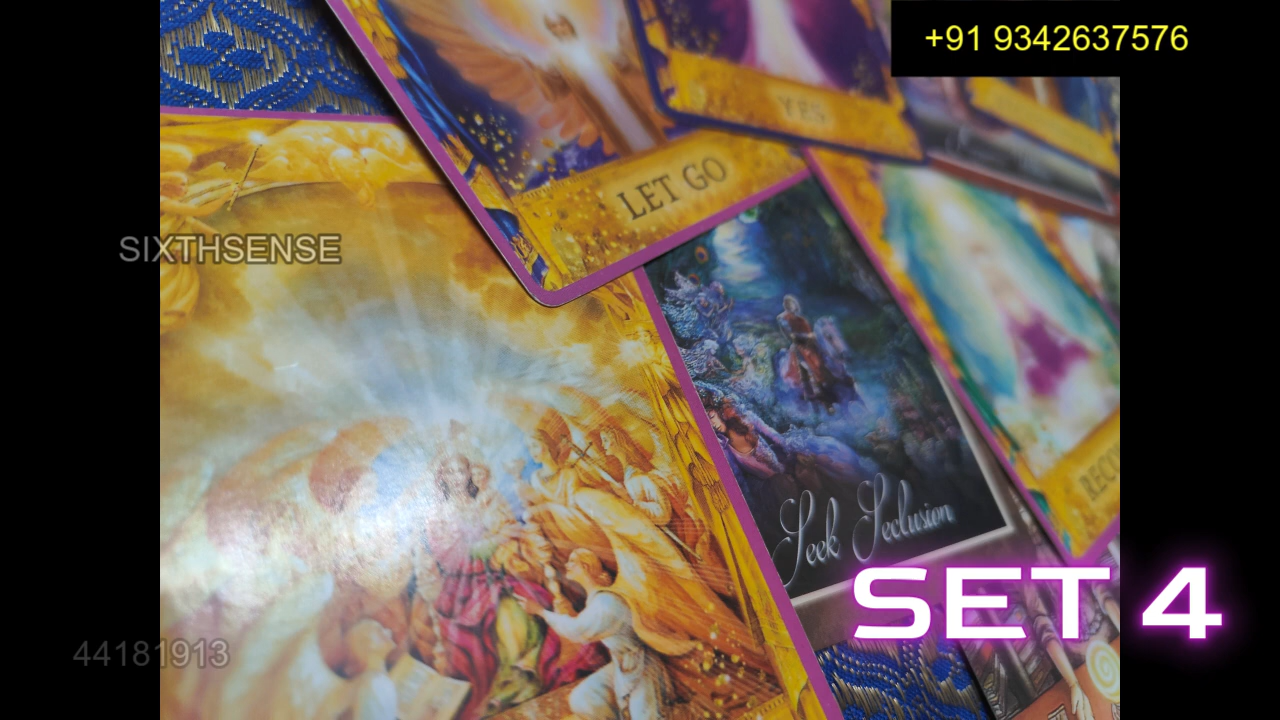 +91 9342637576
YES
LET GO
SIXTHSENSE
Seek Seclusion
SET 4
44181913